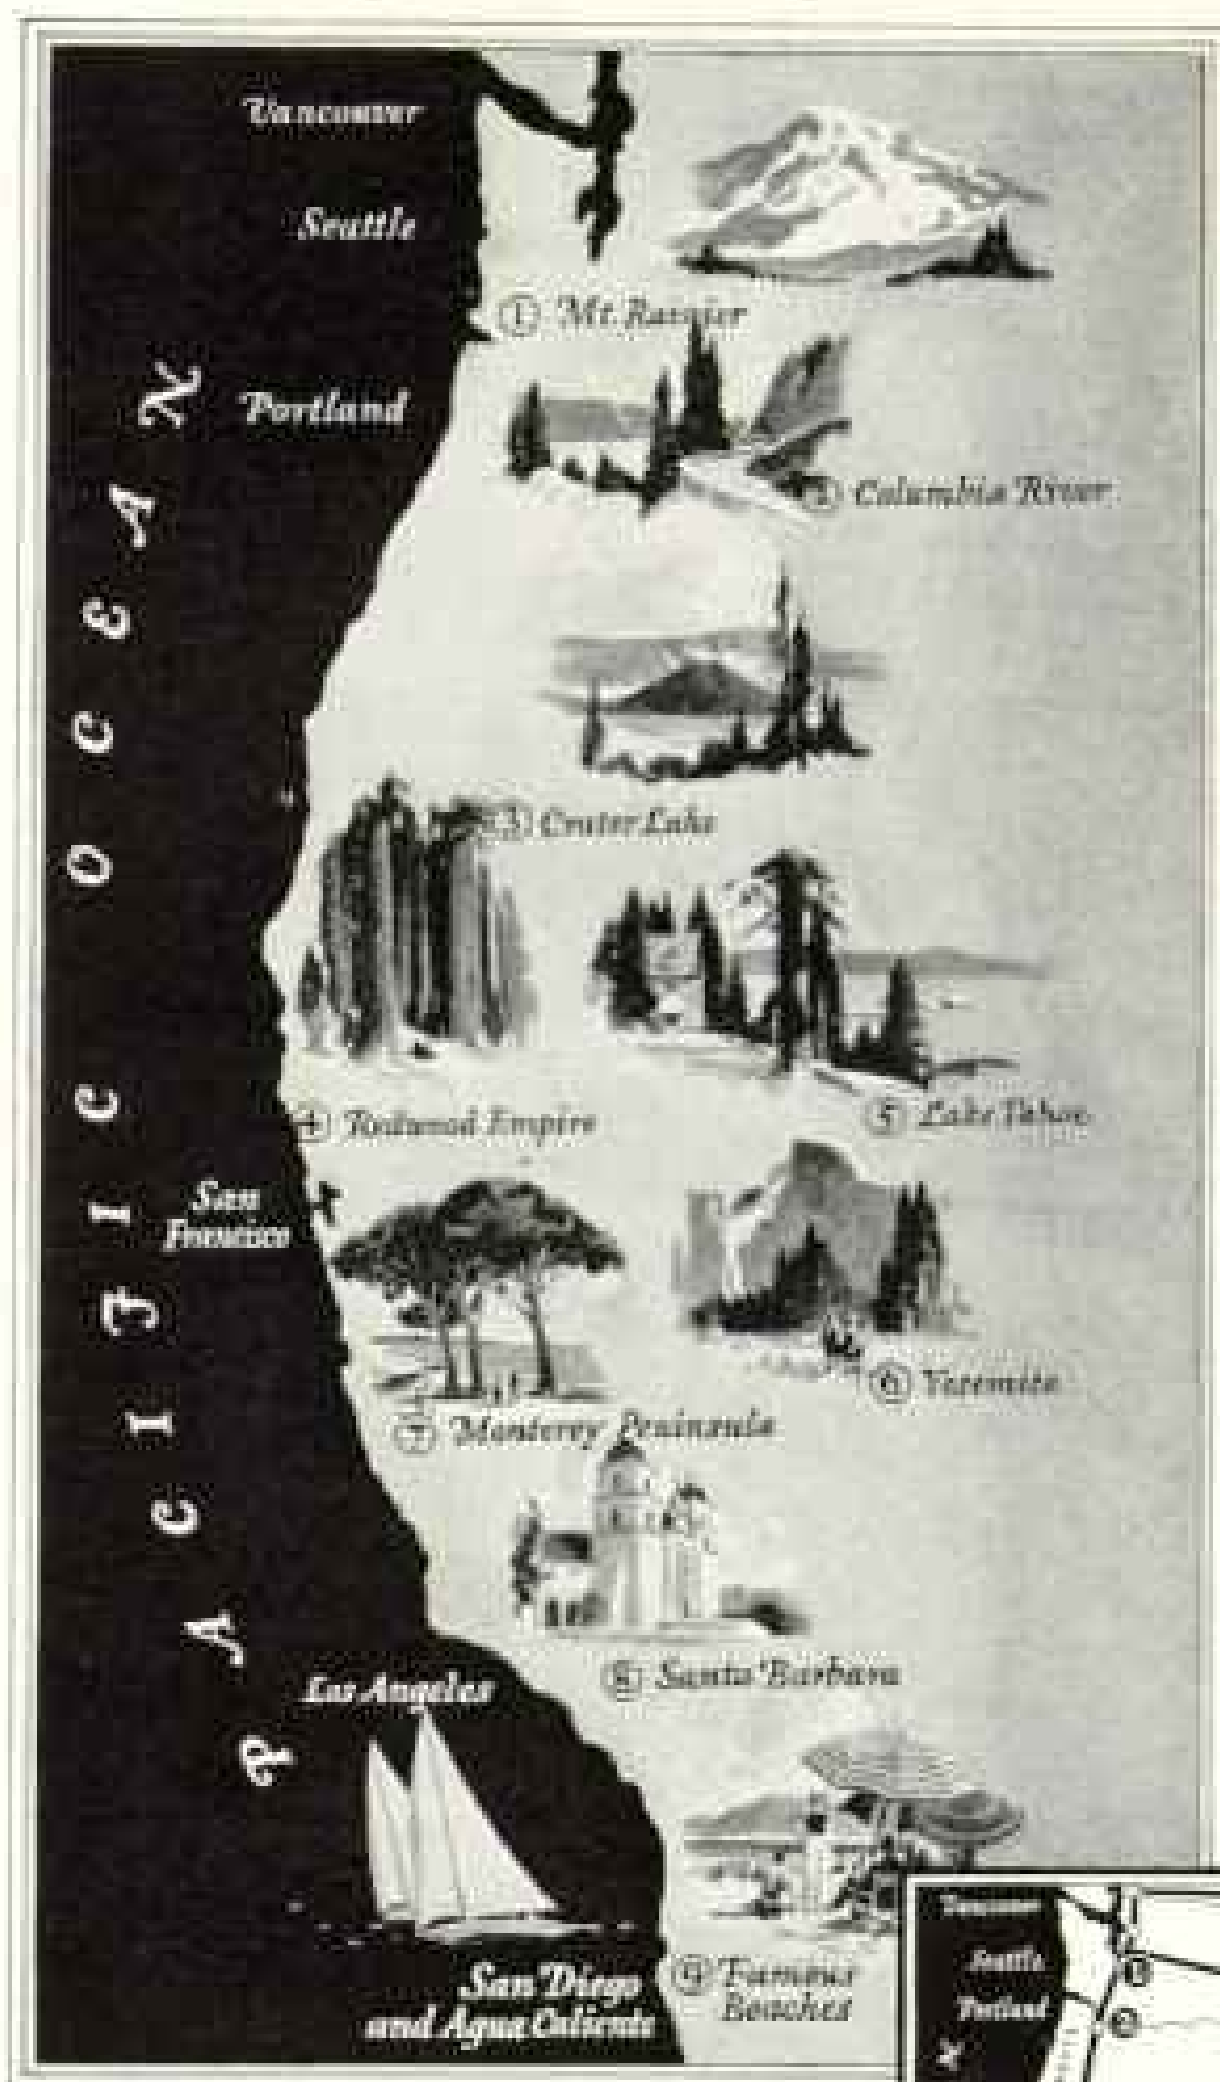 Vancouver
Seattle
① Mt. Rainier
Portland
② Columbia River
③ Crater Lake
④ Redwood Empire
⑤ Lake Tahoe
San
Francisco
⑥ Yosemite
⑦ Monterey Peninsula
⑧ Santa Barbara
Los Angeles
PACIFIC OCEAN
San Diego
and Agua Caliente
⑨ Famous
Beaches
Vancouver
Seattle
Portland
N